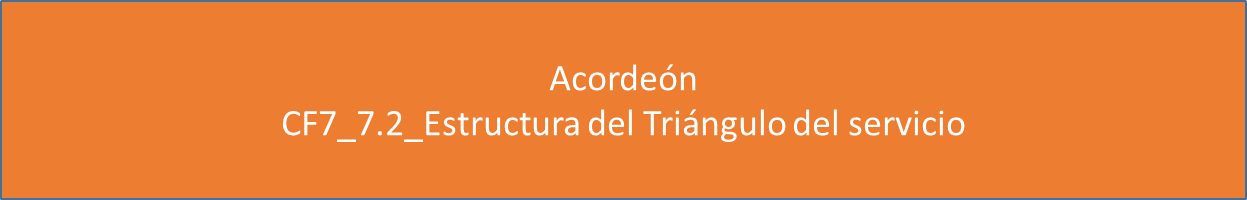 Acordeón
CF7_7.2_Estructura del Triángulo del servicio